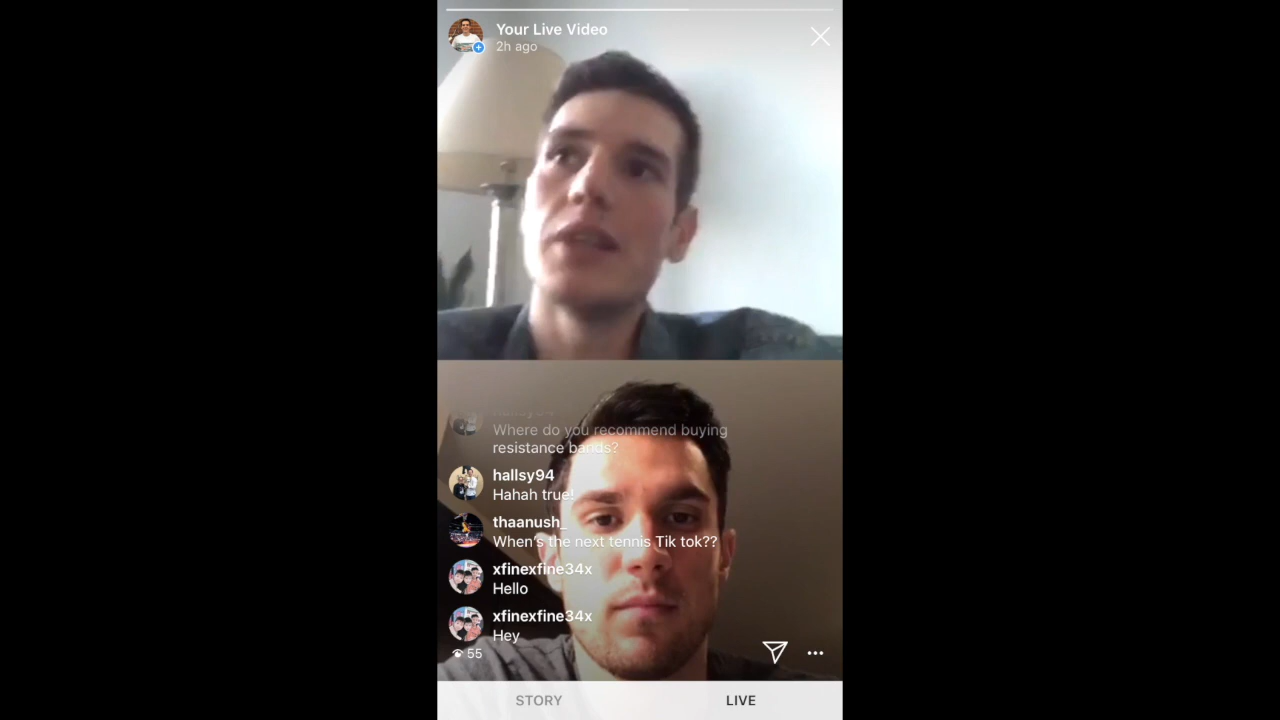 Your Live Video
2h ago
Where do you recommend buying
resistance bands?
hallsy94
Hahah true!
thaanush_
When's the next tennis Tik tok??
xfinexfine34x
Hello
xfinexfine34x
Hey
55
STORY
LIVE